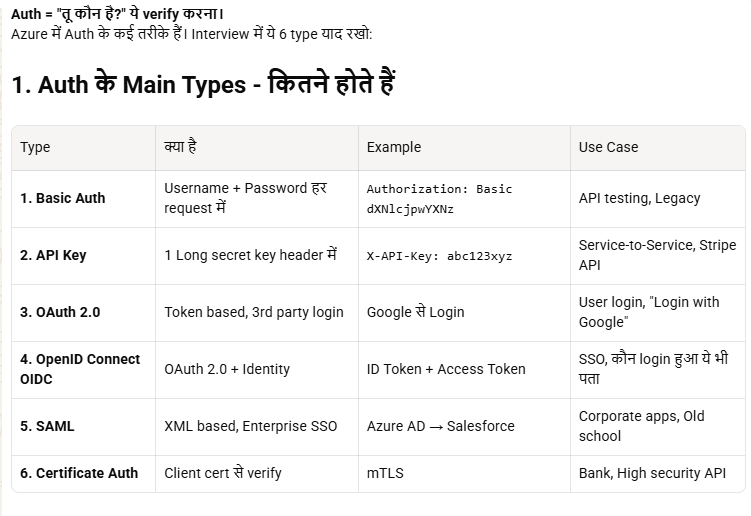 Auth = "तू कौन है?" ये verify करना।
Azure में Auth के कई तरीके हैं। Interview में ये 6 type याद रखो:
1. Auth के Main Types - कितने होते हैं
Type
क्या है
Example
Use Case
1. Basic Auth
Username + Password हर
request में
Authorization: Basic
dXNlcjpwYXNz
API testing, Legacy
2. API Key
1 Long secret key header में
X-API-Key: abc123xyz
Service-to-Service, Stripe
API
3. OAuth 2.0
Token based, 3rd party login
Google से Login
User login, "Login with
Google"
4. OpenID Connect
OIDC
OAuth 2.0 + Identity
ID Token + Access Token
SSO, कौन login हुआ ये भी
पता
5. SAML
XML based, Enterprise SSO
Azure AD → Salesforce
Corporate apps, Old
school
6. Certificate Auth
Client cert से verify
mTLS
Bank, High security API